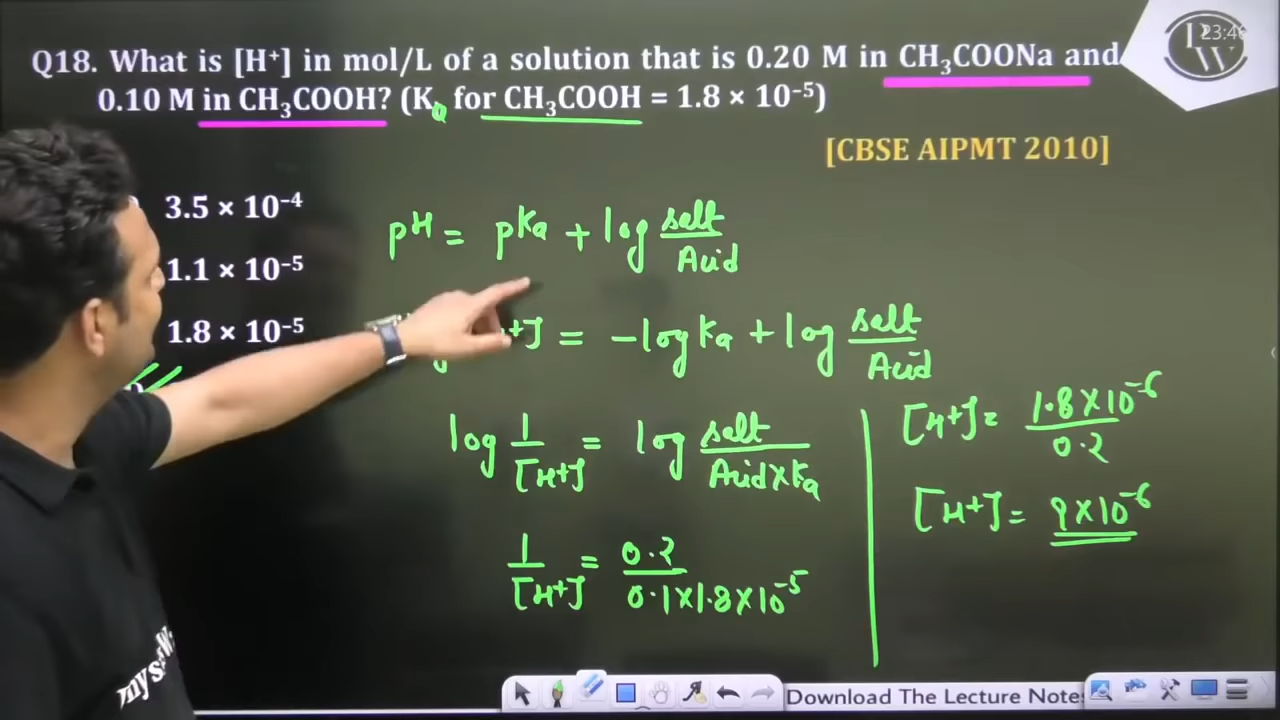 Q18. What is [H⁺] in mol/L of a solution that is 0.20 M in CH₃COONa and
0.10 M in CH₃COOH? (Kₐ for CH₃COOH = 1.8 × 10⁻⁵)
[CBSE AIPMT 2010]
3.5 × 10⁻⁴
1.1 × 10⁻⁵
1.8 × 10⁻⁵
pH = pKa + log salt/Acid
+] = -log Ka + log salt/Acid
log 1/[H+] = log salt/Acid×Ka
1/[H+] = 0.2/0.1×1.8×10⁻⁵
[H+] = 1.8×10⁻⁶/0.2
[H+] = 9×10⁻⁶
Download The Lecture Note
23:4
W